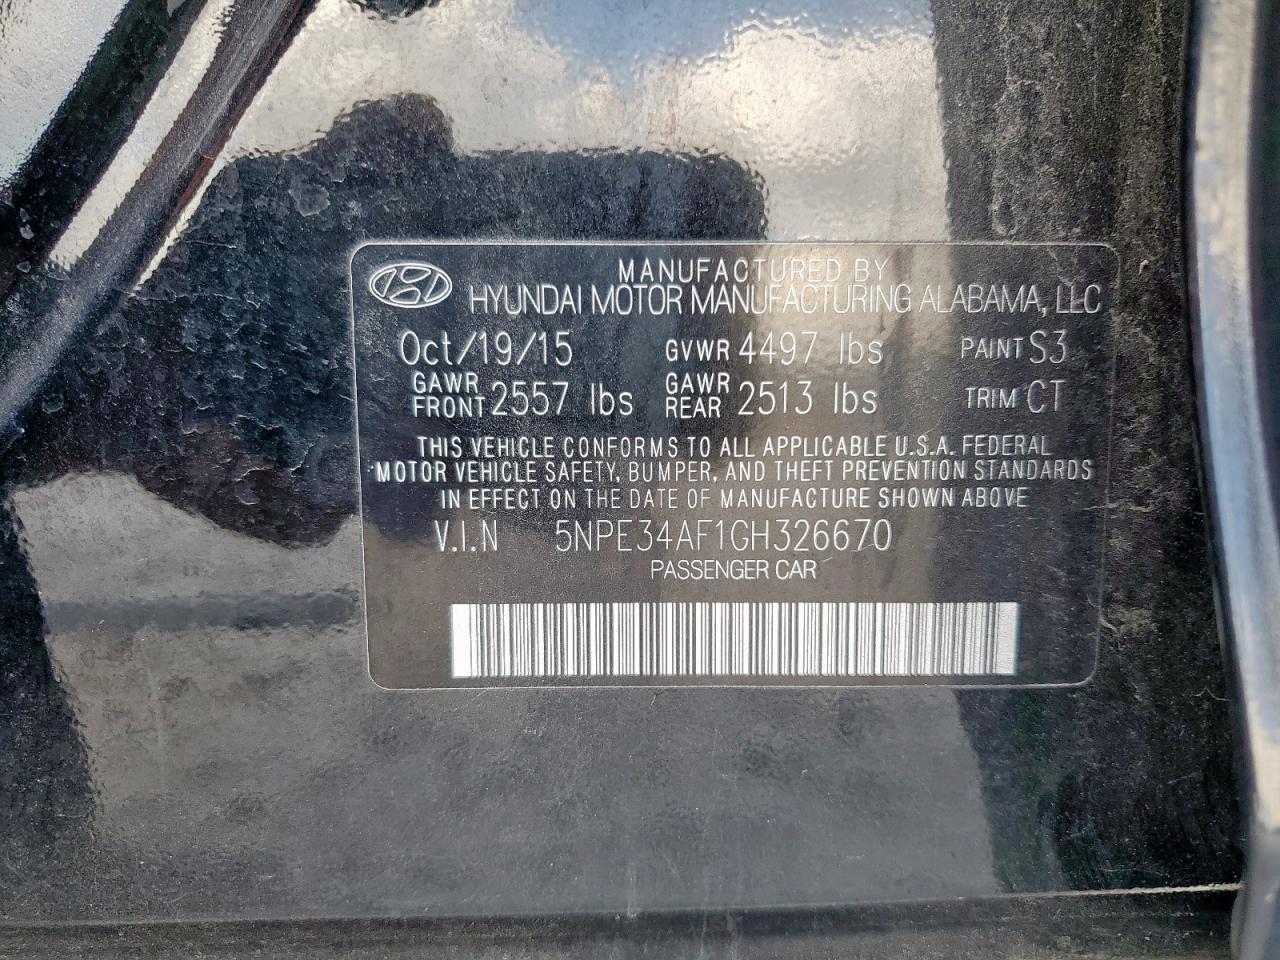 MANUFACTURED BY
HYUNDAI MOTOR MANUFACTURING ALABAMA, LLC
Oct/19/15 GVWR 4497 lbs PAINT S3
GAWR FRONT 2557 lbs GAWR REAR 2513 lbs TRIM CT
THIS VEHICLE CONFORMS TO ALL APPLICABLE U.S.A. FEDERAL
MOTOR VEHICLE SAFETY, BUMPER, AND THEFT PREVENTION STANDARDS
IN EFFECT ON THE DATE OF MANUFACTURE SHOWN ABOVE
V.I.N 5NPE34AF1GH326670
PASSENGER CAR